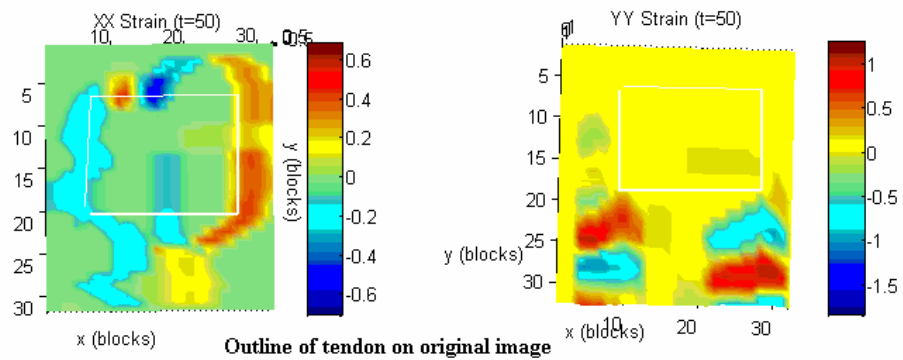 XX Strain (t=50)
10, 20, 30,
5
10
15
20
25
30
x (blocks)
y (blocks)
0.6
0.4
0.2
0
-0.2
-0.4
-0.6
YY Strain (t=50)
5
10
15
20
25
30
y (blocks)
x (blocks)
10 20 30
1
0.5
0
-0.5
-1
-1.5
Outline of tendon on original image